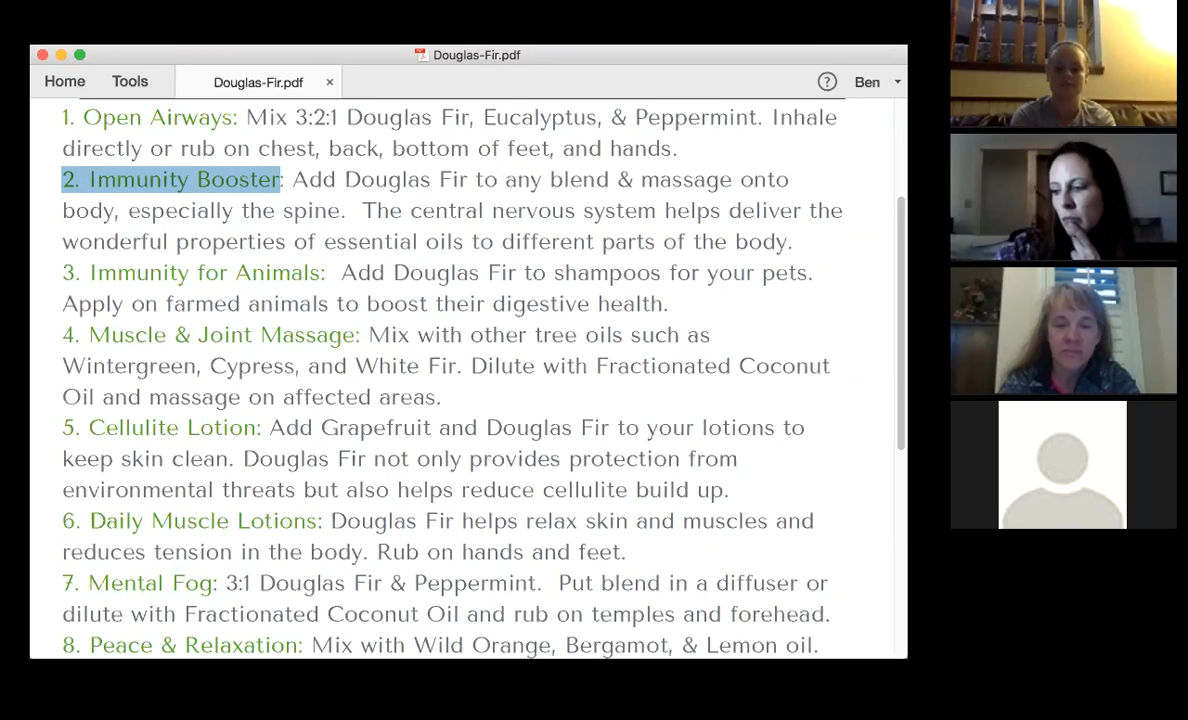 Douglas-Fir.pdf
Home Tools Douglas-Fir.pdf × ? Ben
1. Open Airways: Mix 3:2:1 Douglas Fir, Eucalyptus, & Peppermint. Inhale
directly or rub on chest, back, bottom of feet, and hands.
2. Immunity Booster: Add Douglas Fir to any blend & massage onto
body, especially the spine. The central nervous system helps deliver the
wonderful properties of essential oils to different parts of the body.
3. Immunity for Animals: Add Douglas Fir to shampoos for your pets.
Apply on farmed animals to boost their digestive health.
4. Muscle & Joint Massage: Mix with other tree oils such as
Wintergreen, Cypress, and White Fir. Dilute with Fractionated Coconut
Oil and massage on affected areas.
5. Cellulite Lotion: Add Grapefruit and Douglas Fir to your lotions to
keep skin clean. Douglas Fir not only provides protection from
environmental threats but also helps reduce cellulite build up.
6. Daily Muscle Lotions: Douglas Fir helps relax skin and muscles and
reduces tension in the body. Rub on hands and feet.
7. Mental Fog: 3:1 Douglas Fir & Peppermint. Put blend in a diffuser or
dilute with Fractionated Coconut Oil and rub on temples and forehead.
8. Peace & Relaxation: Mix with Wild Orange, Bergamot, & Lemon oil.